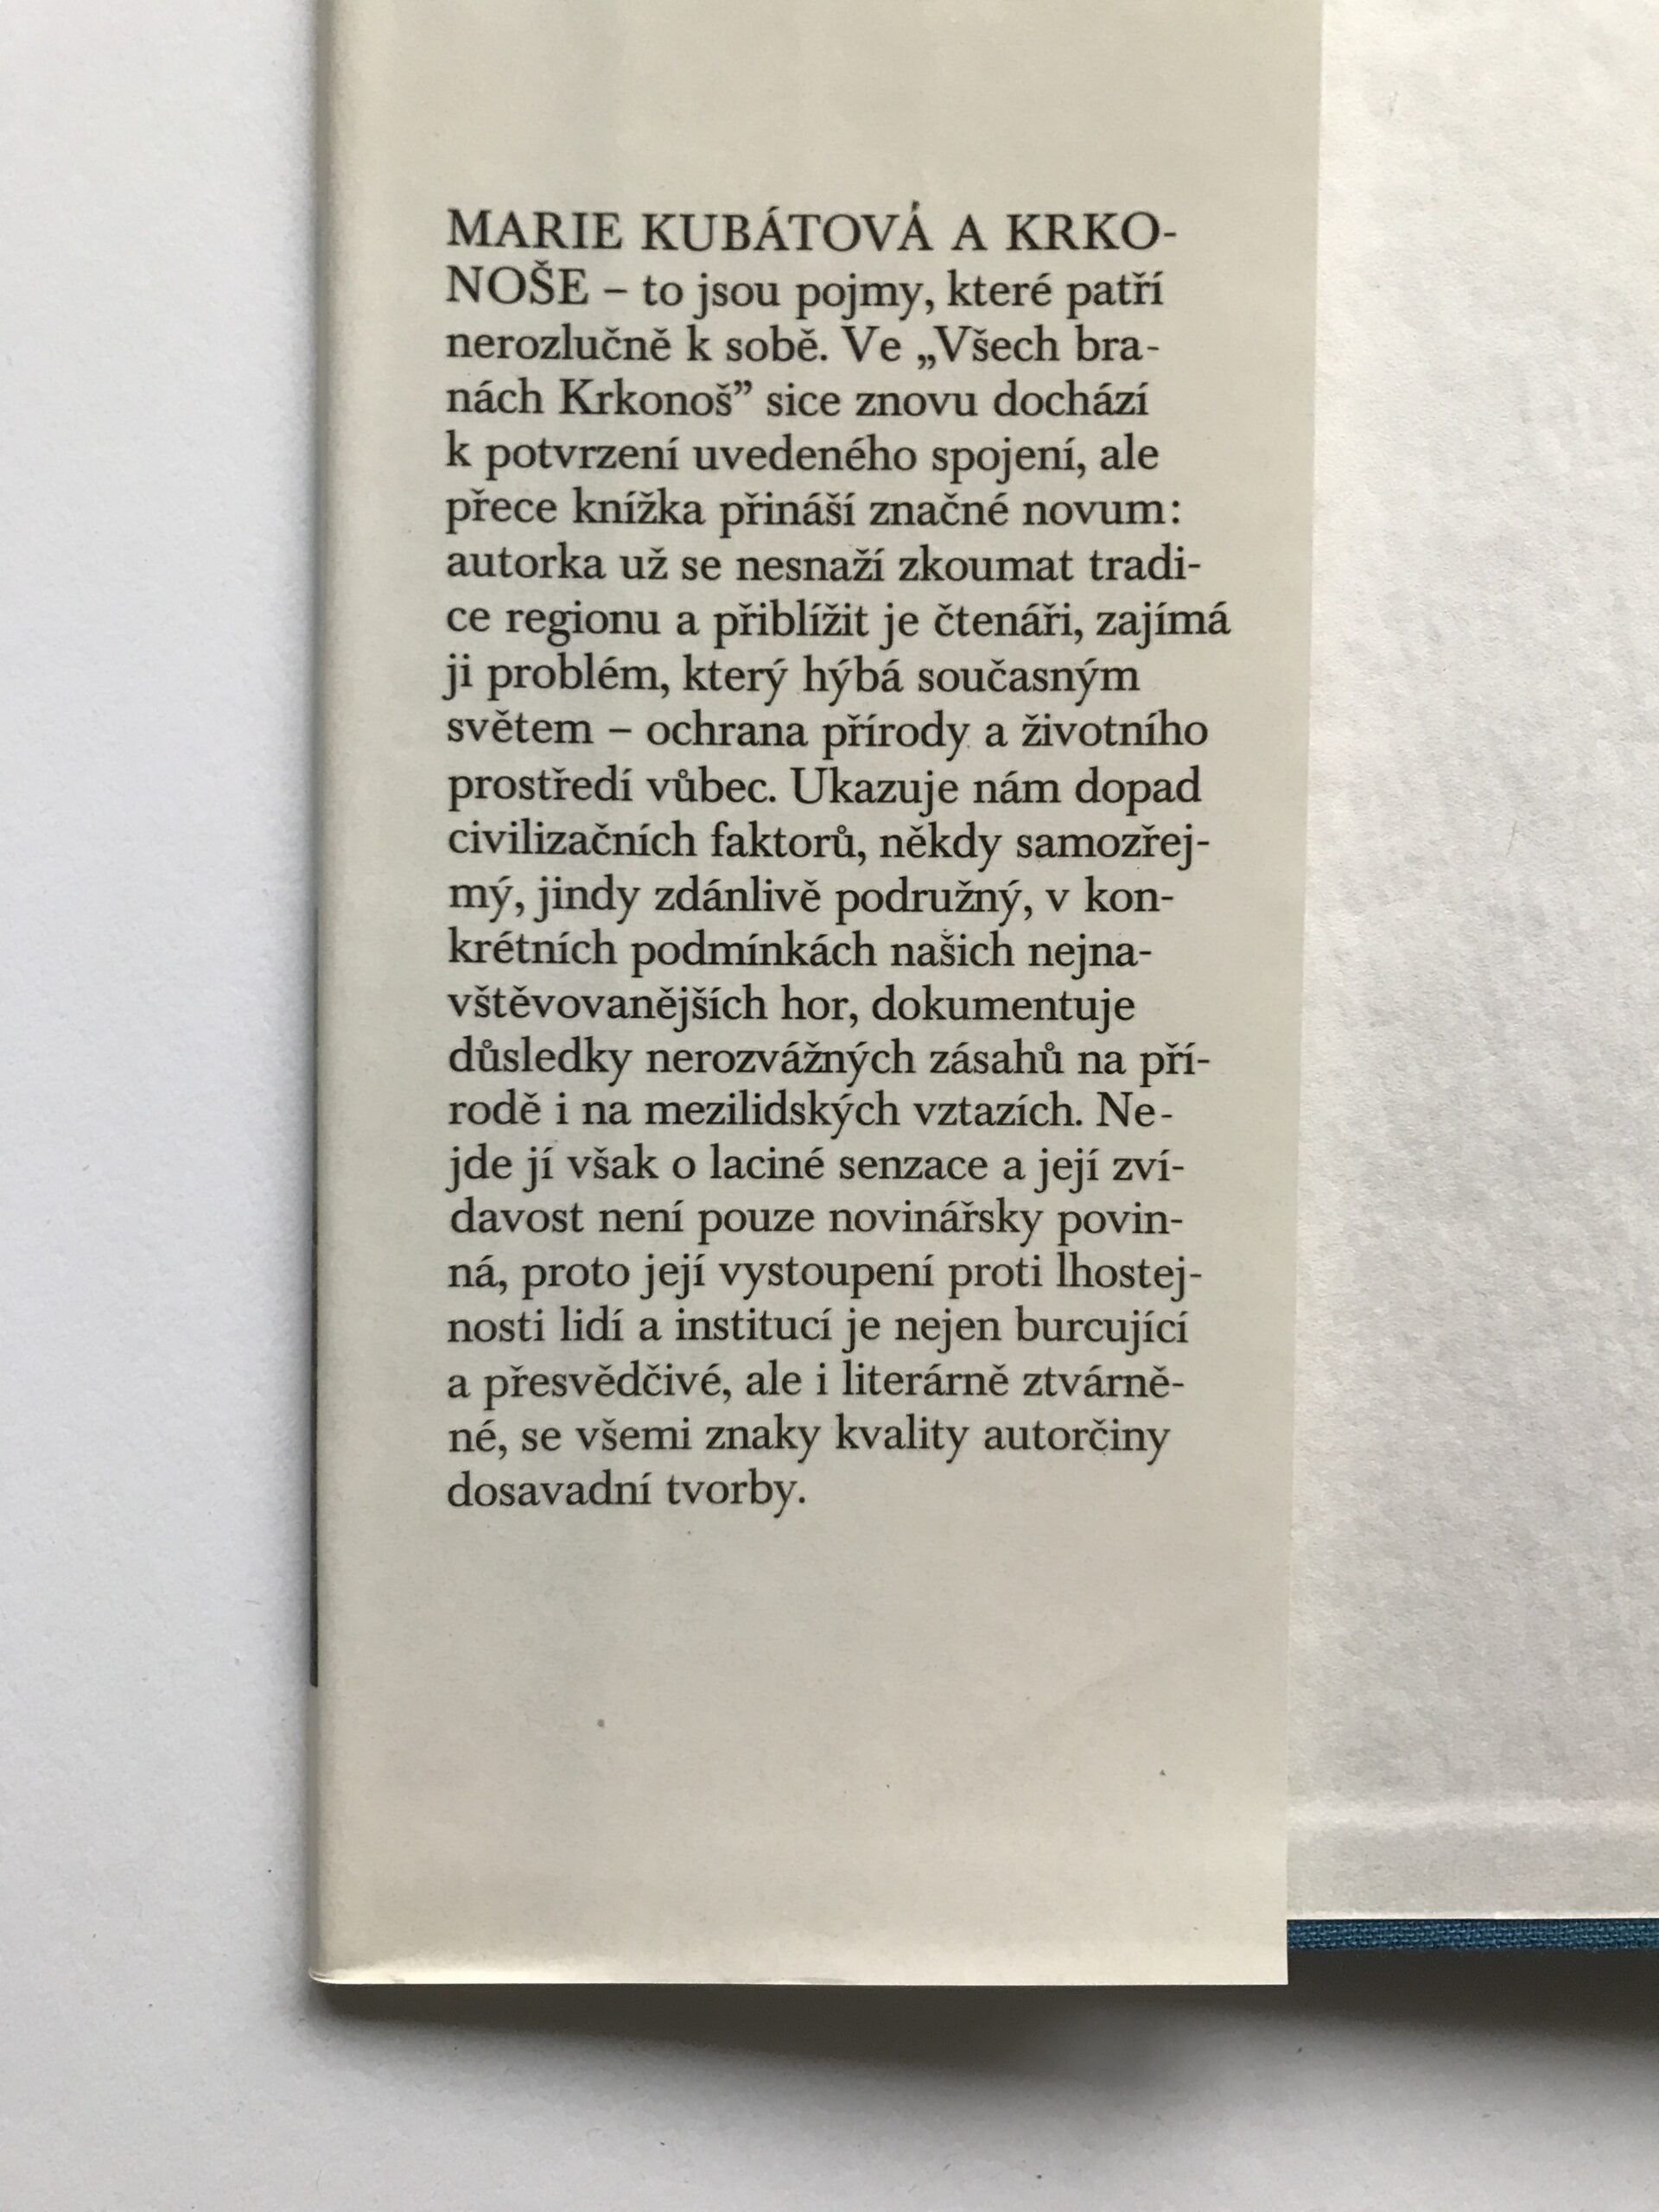 MARIE KUBÁTOVÁ A KRKO-
NOŠE – to jsou pojmy, které patří
nerozlučně k sobě. Ve „Všech bra-
nách Krkonoš” sice znovu dochází
k potvrzení uvedeného spojení, ale
přece knížka přináší značné novum:
autorka už se nesnaží zkoumat tradi-
ce regionu a přiblížit je čtenáři, zajímá
ji problém, který hýbá současným
světem – ochrana přírody a životního
prostředí vůbec. Ukazuje nám dopad
civilizačních faktorů, někdy samozřej-
mý, jindy zdánlivě podružný, v kon-
krétních podmínkách našich nejna-
vštěvovanějších hor, dokumentuje
důsledky nerozvážných zásahů na pří-
rodě i na mezilidských vztazích. Ne-
jde jí však o laciné senzace a její zví-
davost není pouze novinářsky povin-
ná, proto její vystoupení proti lhostej-
nosti lidí a institucí je nejen burcující
a přesvědčivé, ale i literárně ztvárně-
né, se všemi znaky kvality autorčiny
dosavadní tvorby.